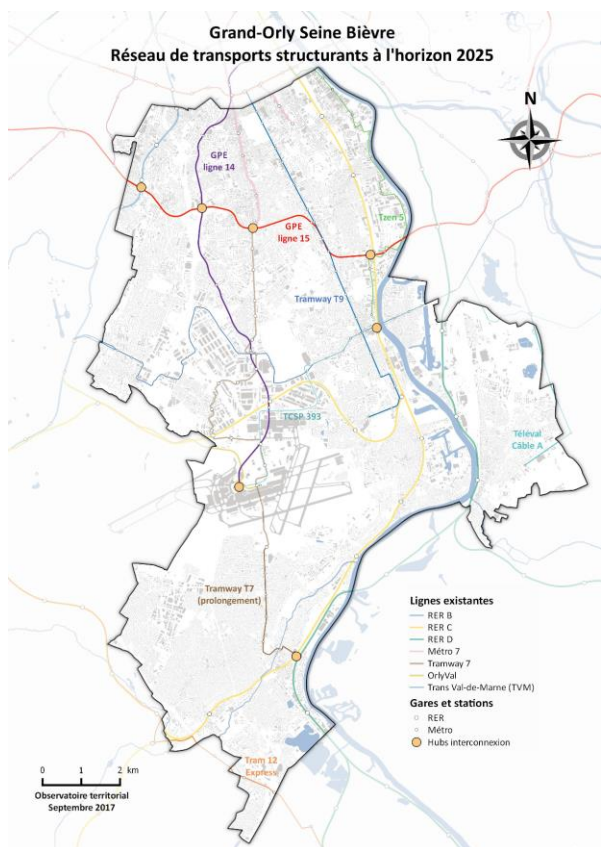 Grand-Orly Seine Bièvre
Réseau de transports structurants à l'horizon 2025
N
GPE
ligne 14
Tzen 5
GPE
ligne 15
Tramway T9
TCSP 393
Téléval
Câble A
Tramway T7
(prolongement)
Tram 12
Express
Lignes existantes
RER B
RER C
RER D
Métro 7
Tramway 7
OrlyVal
Trans Val-de-Marne (TVM)
Gares et stations
RER
Métro
Hubs interconnexion
0 1 2 km
Observatoire territorial
Septembre 2017